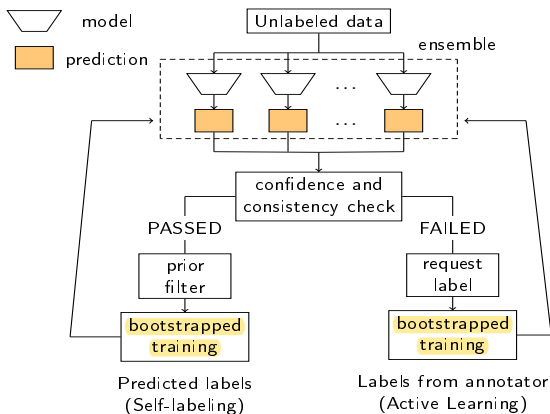 model
prediction
Unlabeled data
ensemble
...
...
confidence and
consistency check
PASSED
FAILED
prior
filter
request
label
bootstrapped
training
bootstrapped
training
Predicted labels
(Self-labeling)
Labels from annotator
(Active Learning)